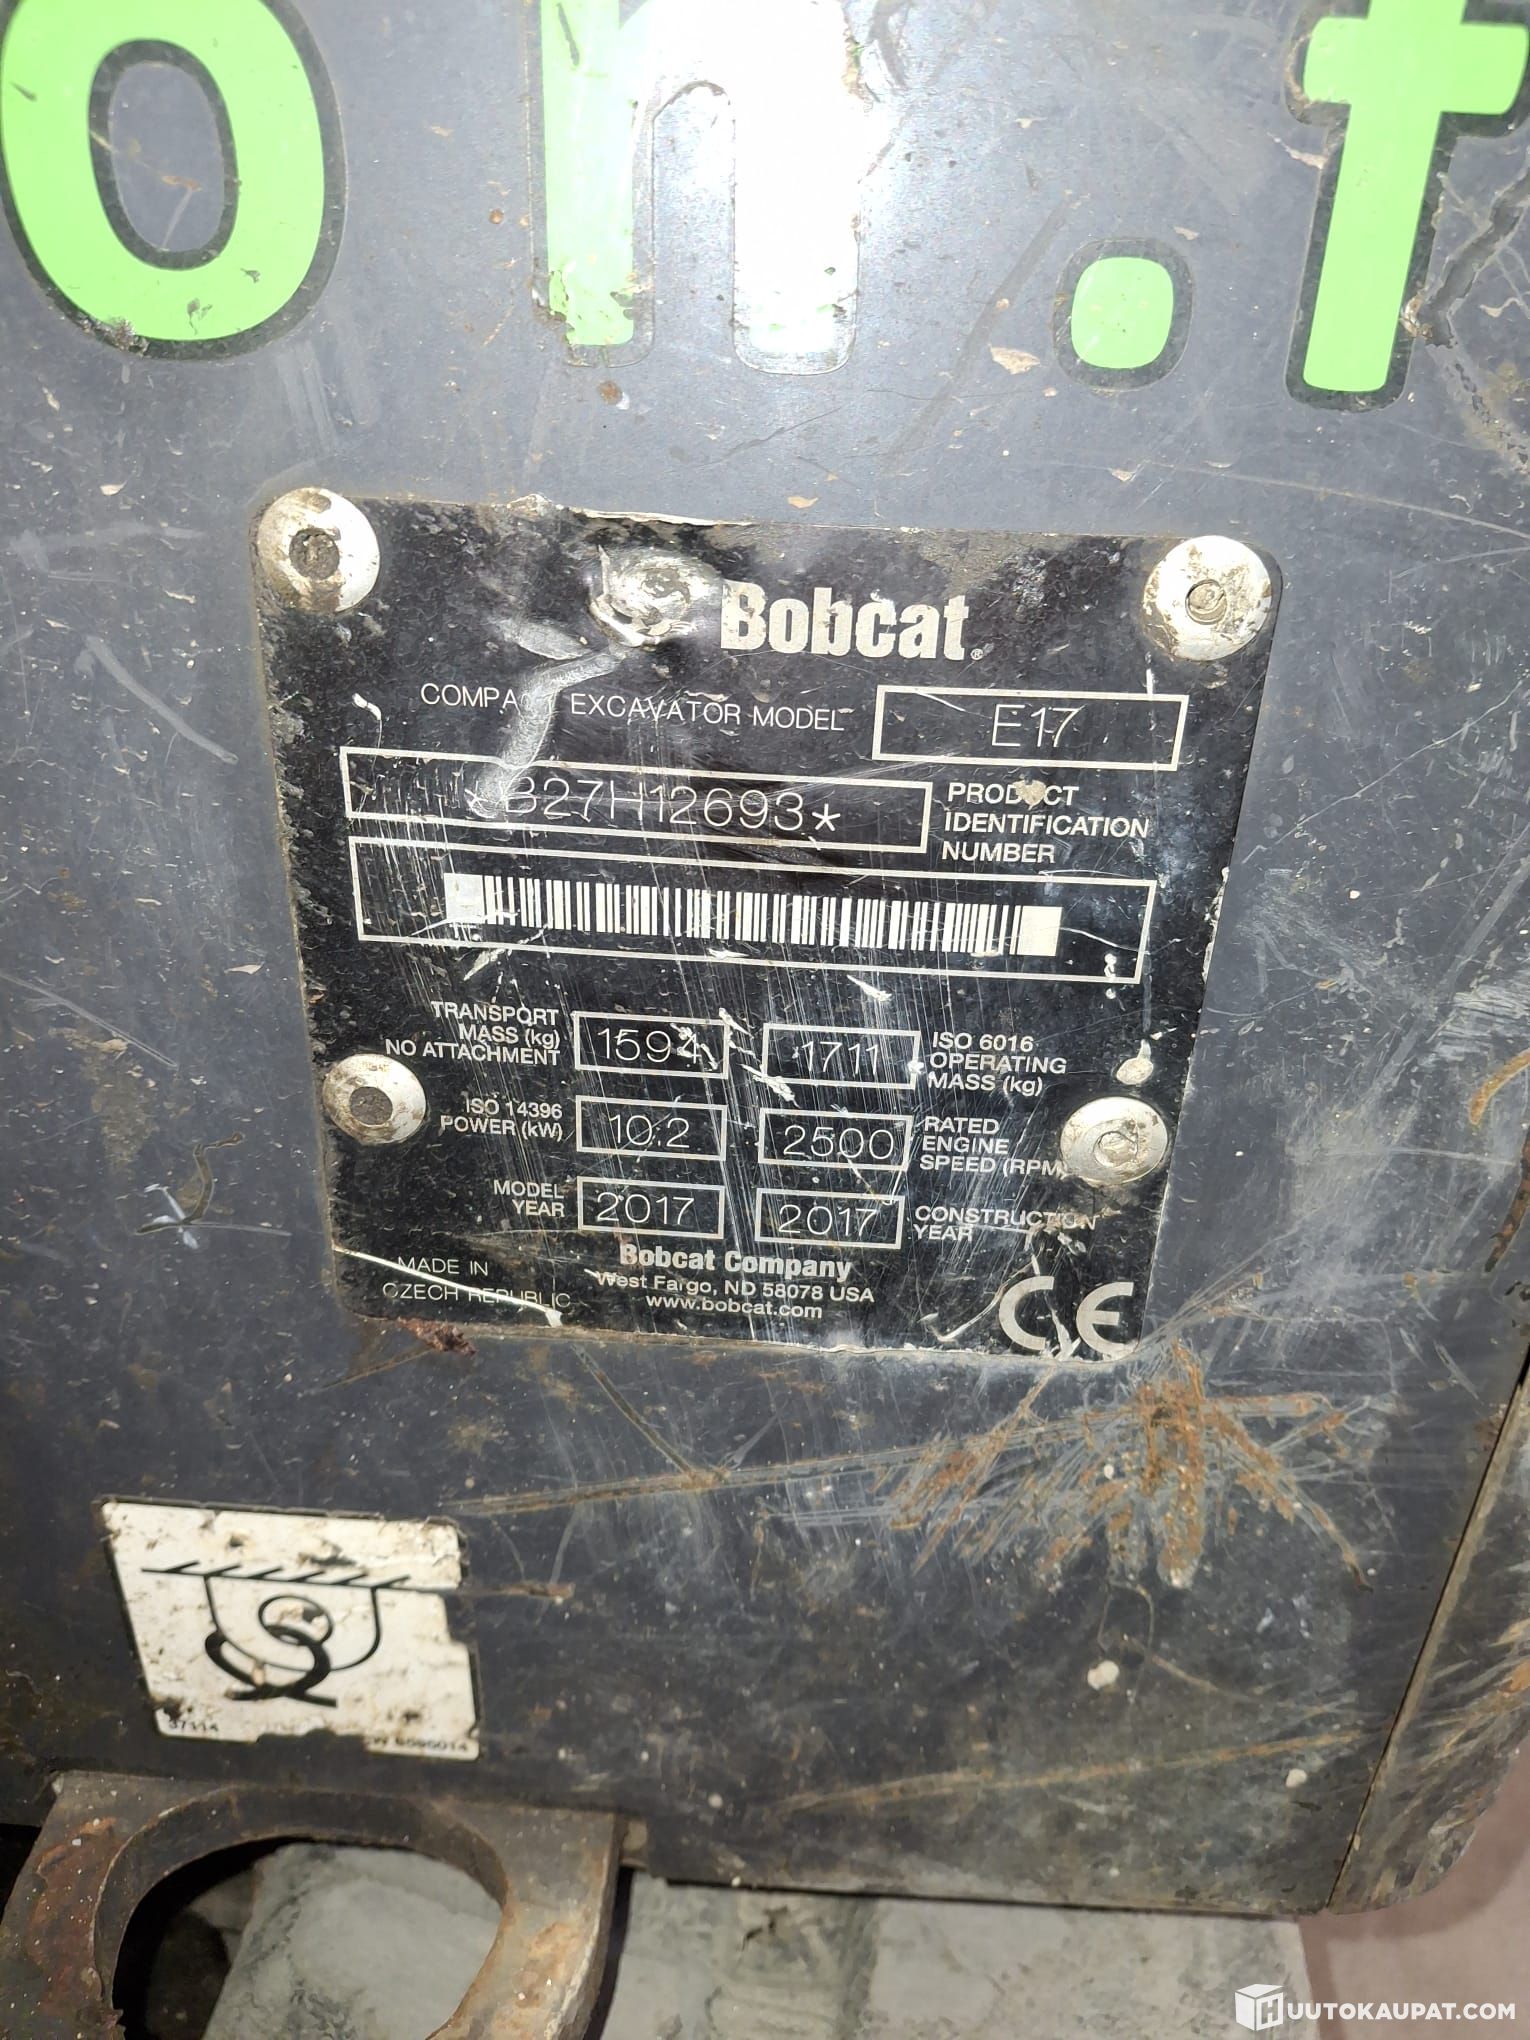 on.f
Bobcat®
COMPACT EXCAVATOR MODEL E17
*B27H12693*
PRODUCT IDENTIFICATION NUMBER
TRANSPORT MASS (kg) NO ATTACHMENT 1594
1711 ISO 6016 OPERATING MASS (kg)
ISO 14396 POWER (kW) 10.2
2500 RATED ENGINE SPEED (RPM)
MODEL YEAR 2017
2017 CONSTRUCTION YEAR
Bobcat Company
West Fargo, ND 58078 USA
www.bobcat.com
MADE IN
CZECH REPUBLIC
CE
HUUTOKAUPAT.COM